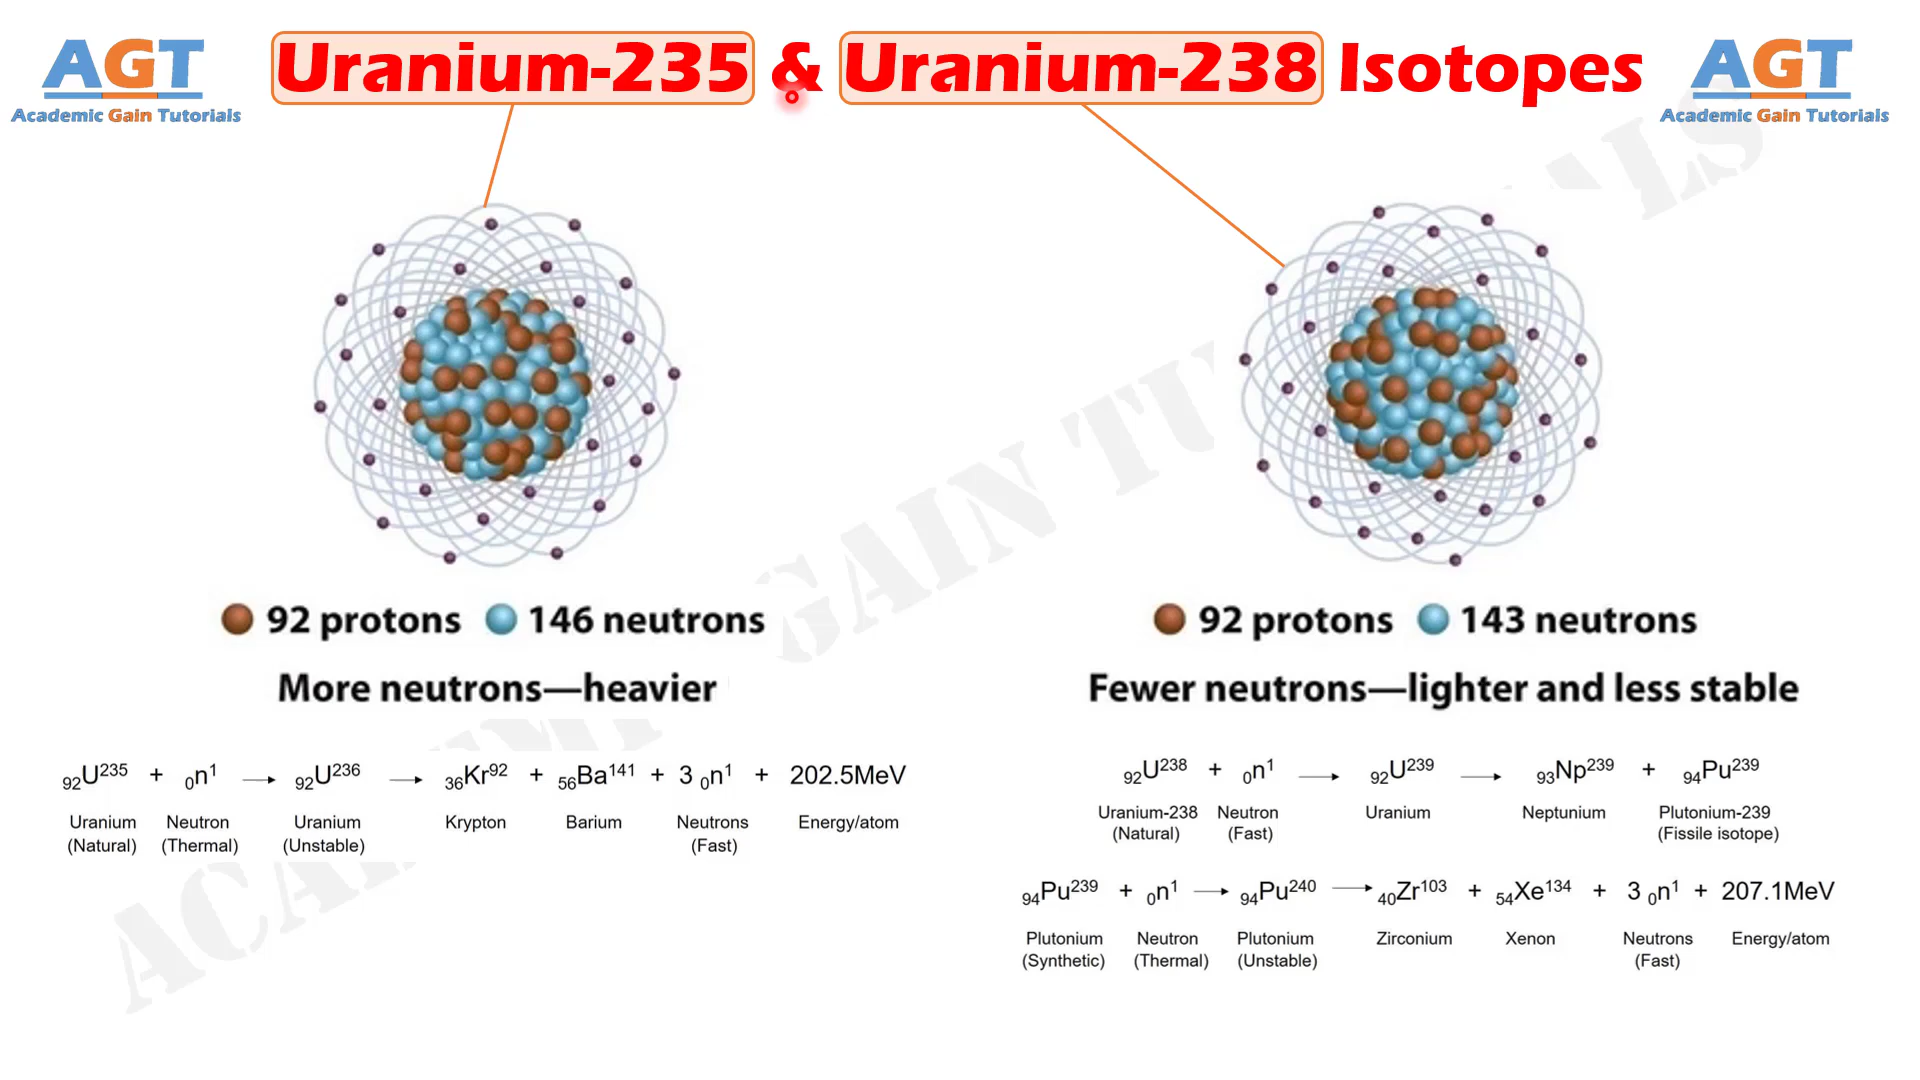 AGT
Academic Gain Tutorials
Uranium-235 & Uranium-238 Isotopes
AGT
Academic Gain Tutorials
92 protons 146 neutrons
More neutrons—heavier
92 protons 143 neutrons
Fewer neutrons—lighter and less stable
₉₂U²³⁵ + ₀n¹ → ₉₂U²³⁶ → ₃₆Kr⁹² + ₅₆Ba¹⁴¹ + 3 ₀n¹ + 202.5MeV
Uranium Neutron Uranium Krypton Barium Neutrons Energy/atom
(Natural) (Thermal) (Unstable) (Fast)
₉₂U²³⁸ + ₀n¹ → ₉₂U²³⁹ → ₉₃Np²³⁹ + ₉₄Pu²³⁹
Uranium-238 Neutron Uranium Neptunium Plutonium-239
(Natural) (Fast) (Fissile isotope)
₉₄Pu²³⁹ + ₀n¹ → ₉₄Pu²⁴⁰ → ₄₀Zr¹⁰³ + ₅₄Xe¹³⁴ + 3 ₀n¹ + 207.1MeV
Plutonium Neutron Plutonium Zirconium Xenon Neutrons Energy/atom
(Synthetic) (Thermal) (Unstable) (Fast)
GAIN